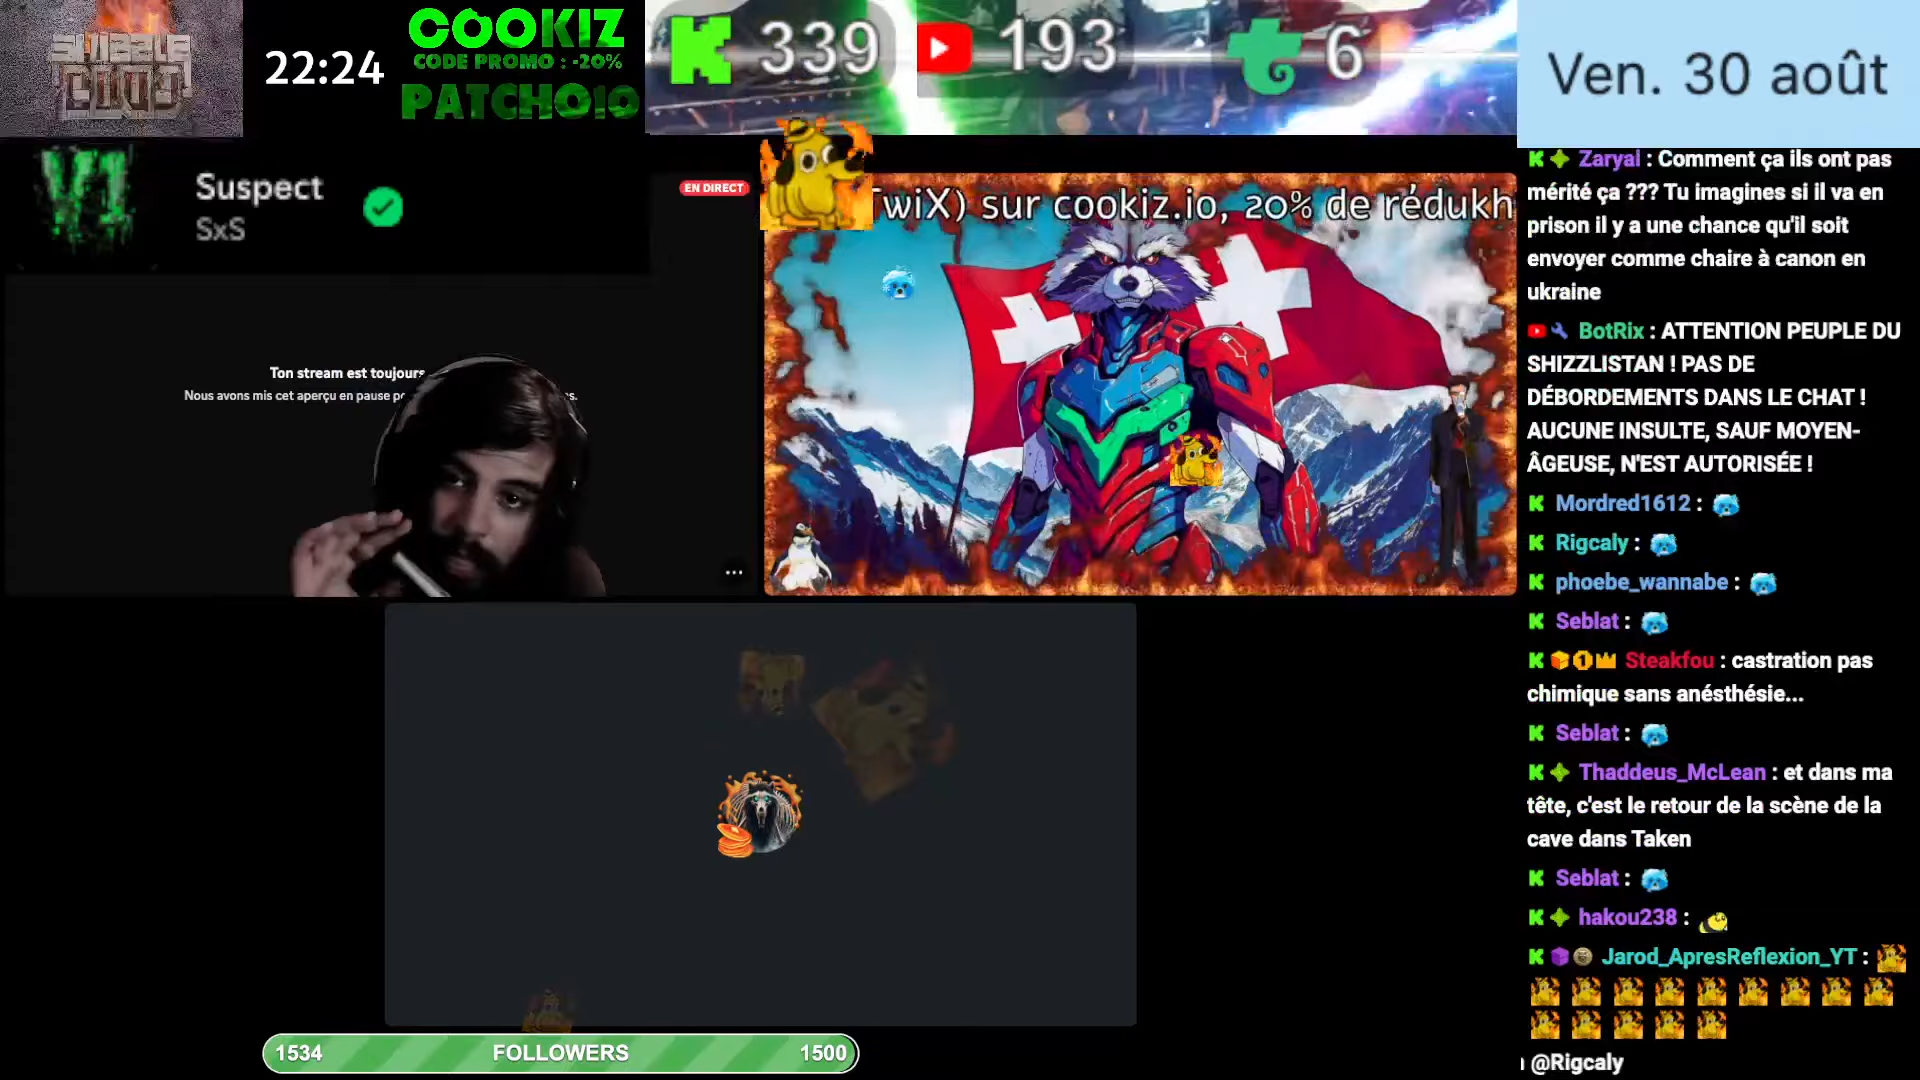 SHIZZLE
CLUB
22:24
COOKIZ
CODE PROMO : -20%
PATCHO10
339
193
6
Ven. 30 août
Suspect
SxS
EN DIRECT
TwiX) sur cookiz.io, 20% de rédukh
Ton stream est toujours
Nous avons mis cet aperçu en pause
s.
Zaryal : Comment ça ils ont pas
mérité ça ??? Tu imagines si il va en
prison il y a une chance qu'il soit
envoyer comme chaire à canon en
ukraine
BotRix : ATTENTION PEUPLE DU
SHIZZLISTAN ! PAS DE
DÉBORDEMENTS DANS LE CHAT !
AUCUNE INSULTE, SAUF MOYEN-
ÂGEUSE, N'EST AUTORISÉE !
Mordred1612 :
Rigcaly :
phoebe_wannabe :
Seblat :
Steakfou : castration pas
chimique sans anésthésie...
Seblat :
Thaddeus_McLean : et dans ma
tête, c'est le retour de la scène de la
cave dans Taken
Seblat :
hakou238 :
Jarod_ApresReflexion_YT :
@Rigcaly
1534 FOLLOWERS 1500